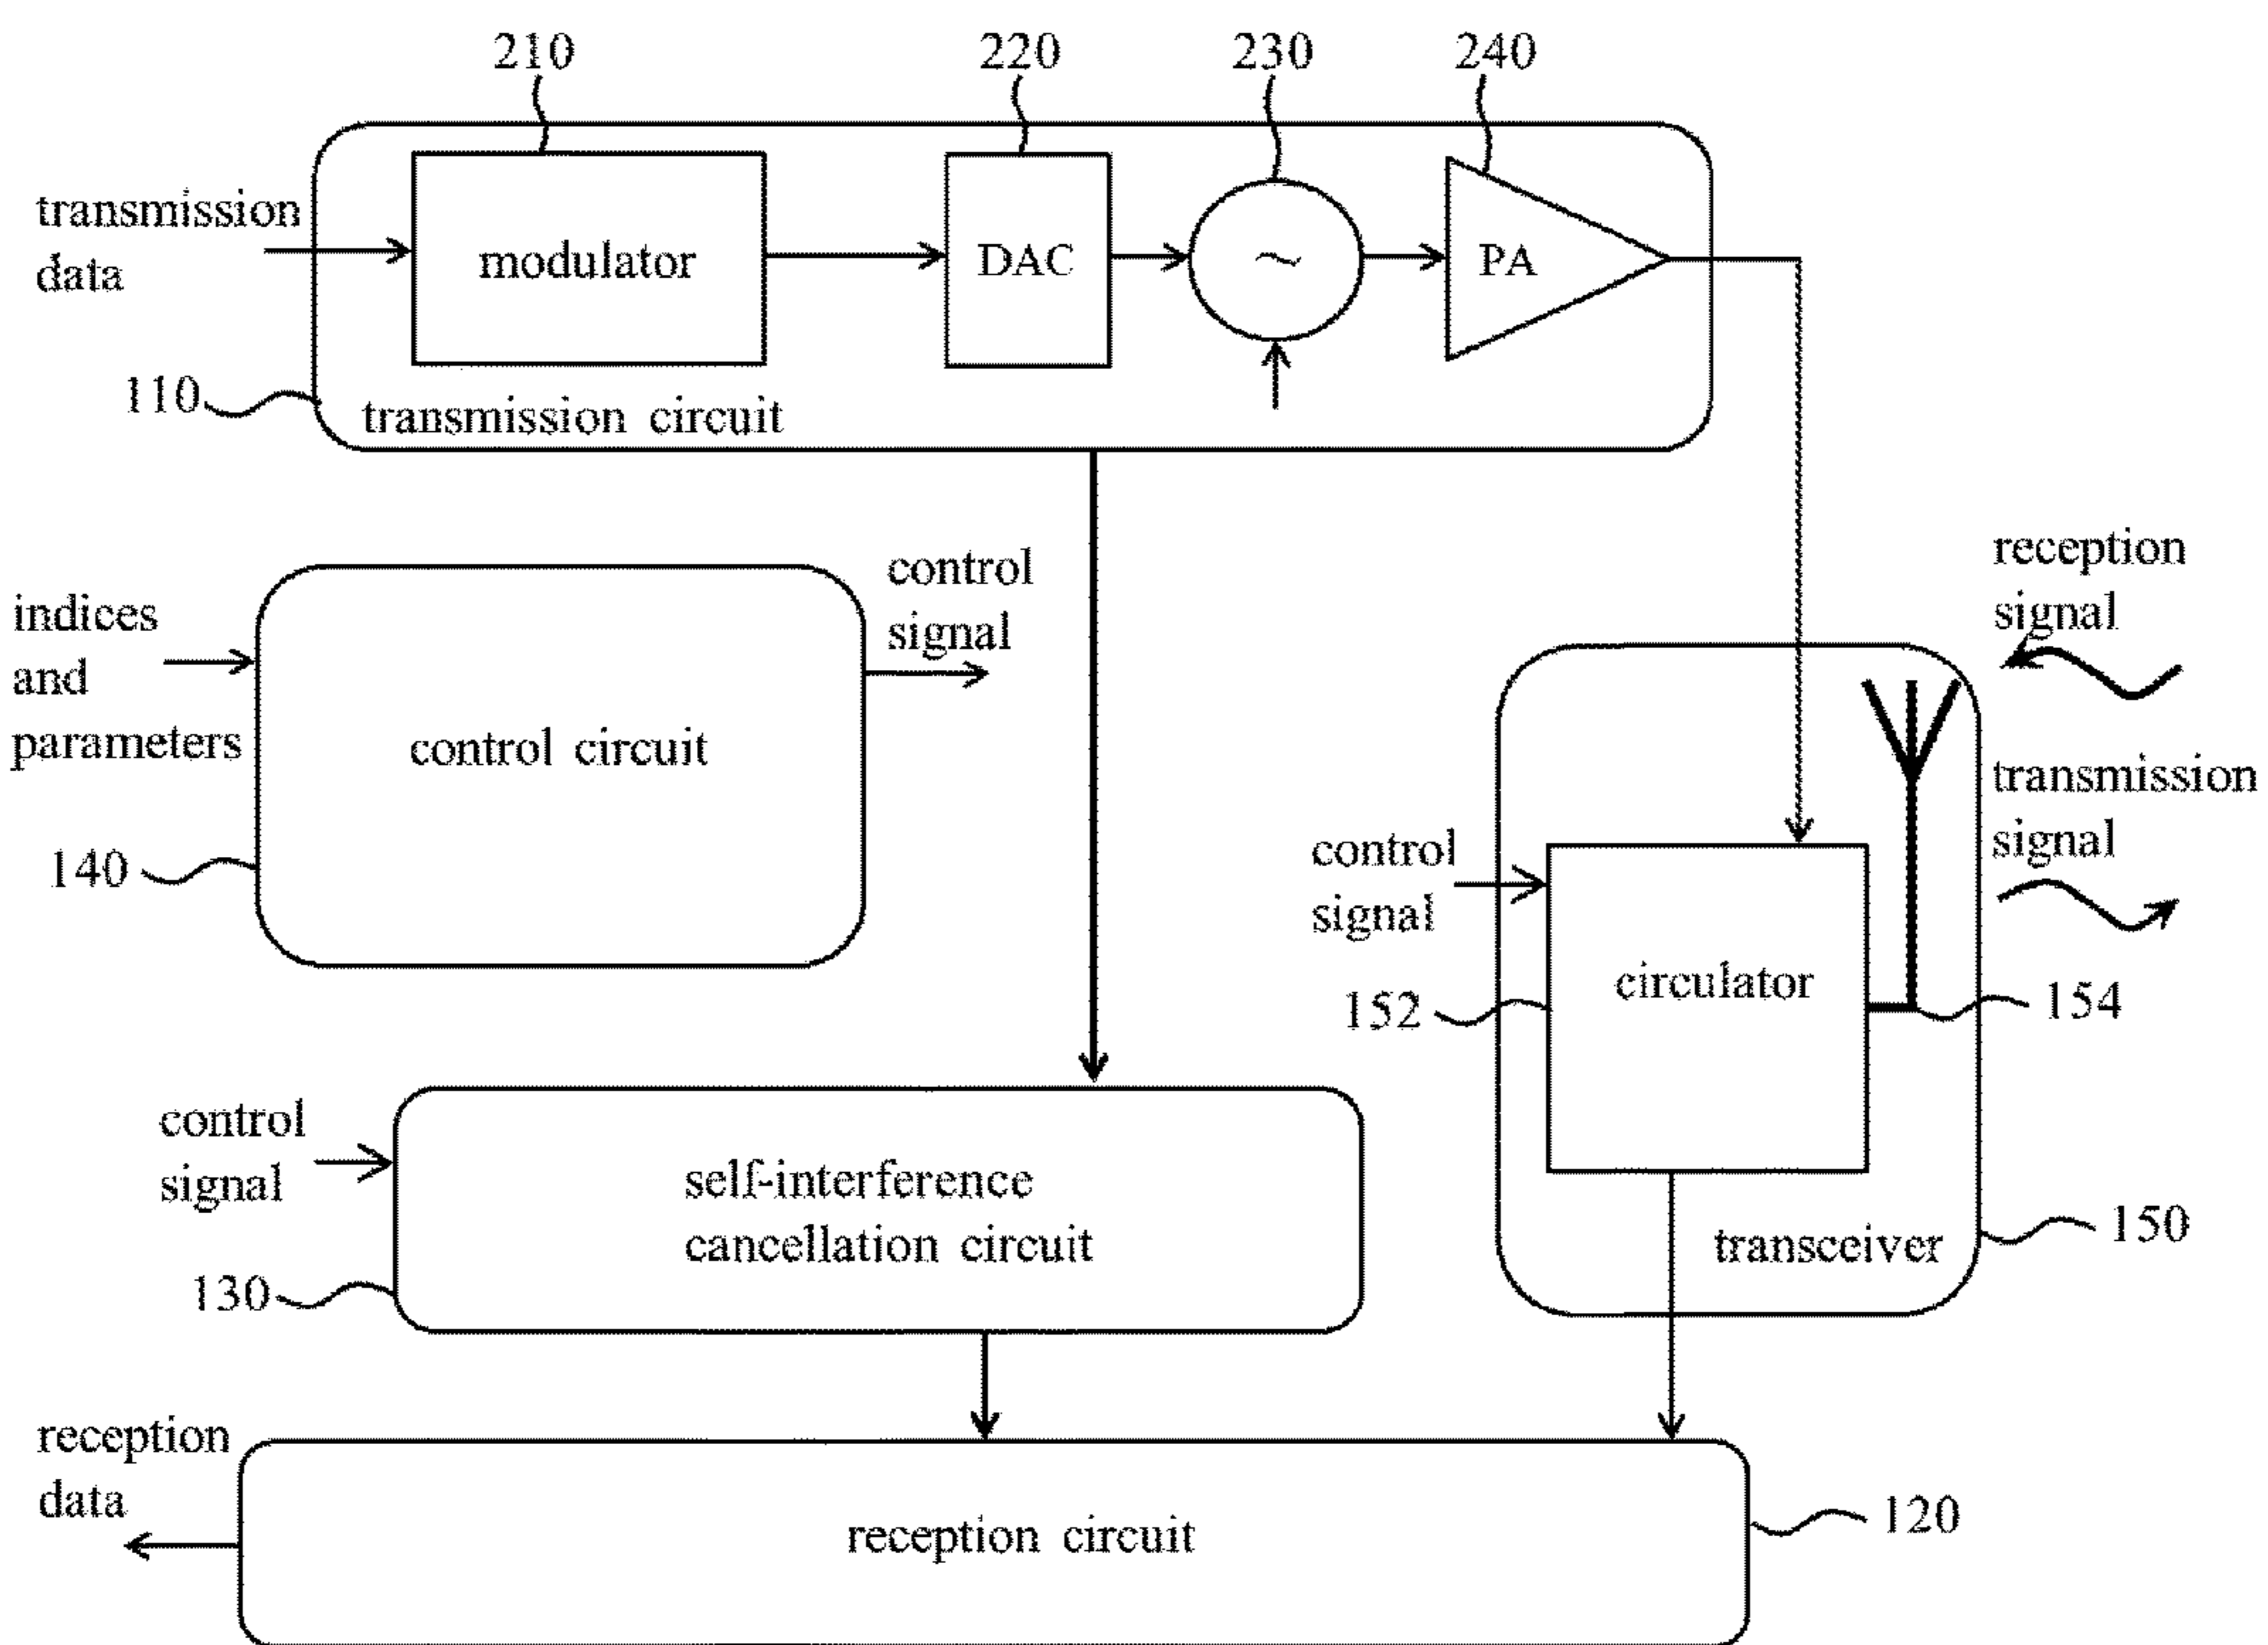 210
220
230
240
transmission
data
modulator
DAC
~
PA
110
transmission circuit
indices
and
parameters
control
signal
control circuit
140
reception
signal
transmission
signal
control
signal
circulator
152
154
control
signal
self-interference
cancellation circuit
130
transceiver
150
reception
data
reception circuit
120